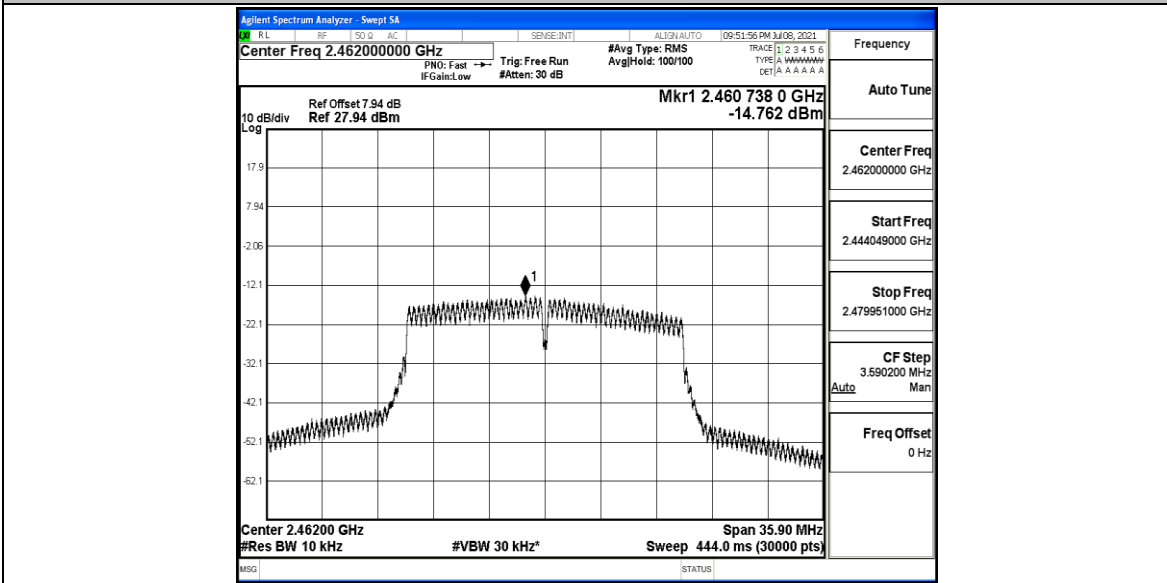 Agilent Spectrum Analyzer - Swept SA
RL RF 50 Ω AC SENSE:INT ALIGNAUTO 09:51:56 PM Jul 08, 2021
Center Freq 2.462000000 GHz
PNO: Fast
IFGain:Low
Trig: Free Run
#Atten: 30 dB
#Avg Type: RMS
Avg|Hold: 100/100
TRACE 1 2 3 4 5 6
TYPE A WWWWW
DET A A A A A A
Ref Offset 7.94 dB
10 dB/div Ref 27.94 dBm
Log
Mkr1 2.460 738 0 GHz
-14.762 dBm
17.9
7.94
-2.06
-12.1
-22.1
-32.1
-42.1
-52.1
-62.1
1
Center 2.46200 GHz Span 35.90 MHz
#Res BW 10 kHz #VBW 30 kHz* Sweep 444.0 ms (30000 pts)
MSG STATUS
Frequency
Auto Tune
Center Freq
2.462000000 GHz
Start Freq
2.444049000 GHz
Stop Freq
2.479951000 GHz
CF Step
3.590200 MHz
Auto Man
Freq Offset
0 Hz